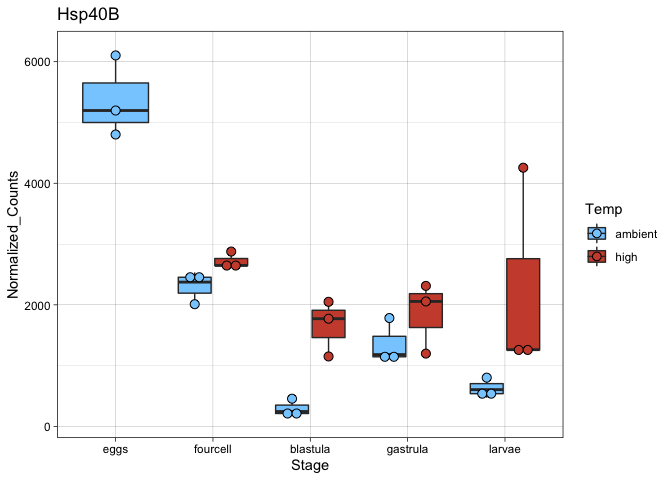 Hsp40B
Normalized_Counts
6000
4000
2000
0
eggs fourcell blastula gastrula larvae
Stage
Temp
ambient
high